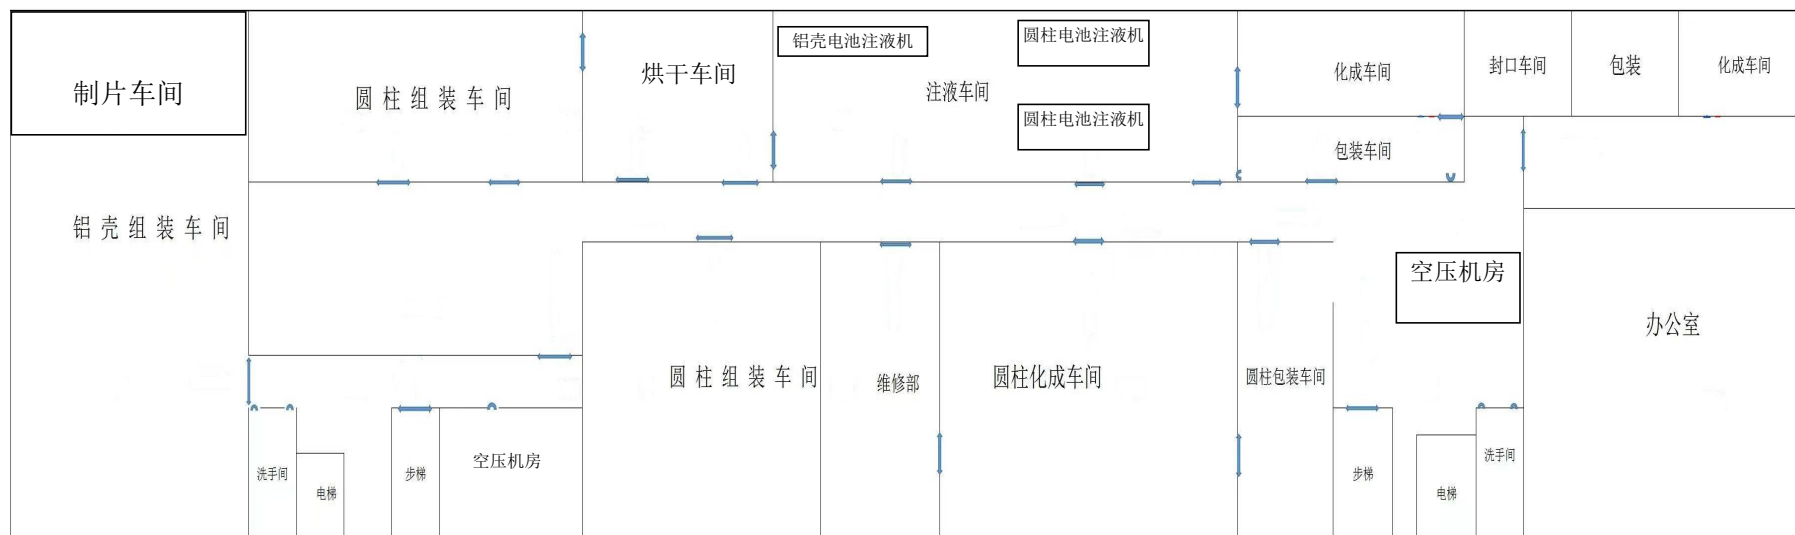 制片车间
圆柱组装车间
烘干车间
铝壳电池注液机
圆柱电池注液机
注液车间
圆柱电池注液机
化成车间
封口车间
包装
化成车间
包装车间
铝壳组装车间
空压机房
办公室
圆柱组装车间
维修部
圆柱化成车间
圆柱包装车间
洗手间
电梯
步梯
空压机房
步梯
电梯
洗手间